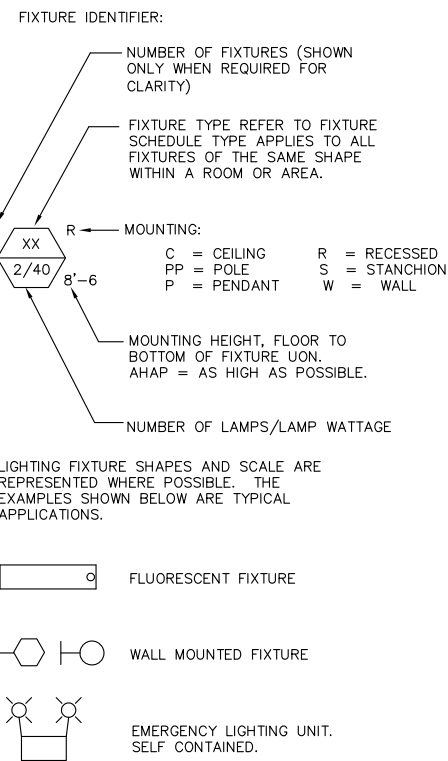 FIXTURE IDENTIFIER:
NUMBER OF FIXTURES (SHOWN
ONLY WHEN REQUIRED FOR
CLARITY)
FIXTURE TYPE REFER TO FIXTURE
SCHEDULE TYPE APPLIES TO ALL
FIXTURES OF THE SAME SHAPE
WITHIN A ROOM OR AREA.
XX
2/40
R
8'-6
MOUNTING:
C = CEILING R = RECESSED
PP = POLE S = STANCHION
P = PENDANT W = WALL
MOUNTING HEIGHT, FLOOR TO
BOTTOM OF FIXTURE UON.
AHAP = AS HIGH AS POSSIBLE.
NUMBER OF LAMPS/LAMP WATTAGE
LIGHTING FIXTURE SHAPES AND SCALE ARE
REPRESENTED WHERE POSSIBLE. THE
EXAMPLES SHOWN BELOW ARE TYPICAL
APPLICATIONS.
FLUORESCENT FIXTURE
WALL MOUNTED FIXTURE
EMERGENCY LIGHTING UNIT.
SELF CONTAINED.